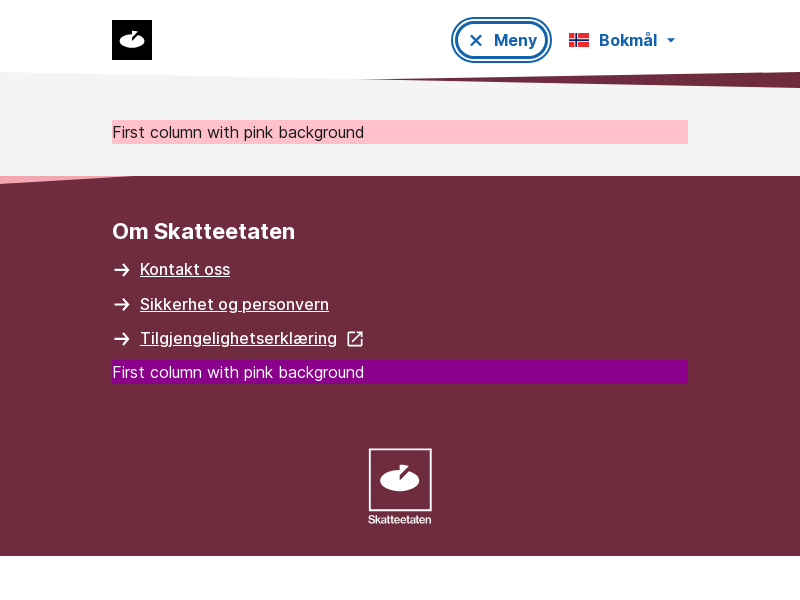 Meny
Bokmål
First column with pink background
Om Skatteetaten
Kontakt oss
Sikkerhet og personvern
Tilgjengelighetserklæring
First column with pink background
Skatteetaten